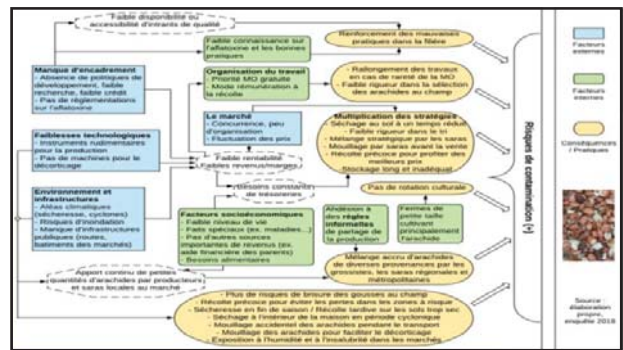 Faible disponibilité ou
accessibilité d'intrants de qualité
Faible connaissance sur
l'aflatoxine et les bonnes
pratiques
Renforcement des mauvaises
pratiques dans la filière
Manque d'encadrement
- Absence de politiques de
développement, faible
recherche, faible crédit
- Pas de réglementations sur
l'aflatoxine
Organisation du travail
- Priorité MO gratuite
- Mode rémunération à
la récolte
- Rallongement des travaux
en cas de rareté de la MO
- Faible rigueur dans la sélection
des arachides au champ
Le marché
- Concurrence, peu
d'organisation
- Fluctuation des prix
Multiplication des stratégies
- Séchage au sol à un temps réduit
- Faible rigueur dans le tri
- Mélange stratégique par les saras
- Mouillage par saras avant la vente
- Récolte précoce pour profiter des
meilleurs prix
- Stockage long et inadéquat
Faiblesses technologiques
- Instruments rudimentaires
pour la production
- Pas de machines pour le
décorticage
Faible rentabilité
Faibles revenus/marges
Besoins constants
de trésoreries
Pas de rotation culturale
Environnement et
infrastructures
- Aléas climatiques
(sécheresse, cyclones)
- Risques d'inondation
- Manque d'infrastructures
publiques (routes,
batiments des marchés)
Facteurs socioéconomiques
- Faible niveau de vie
- Faits spéciaux (ex. maladies...)
- Pas d'autres sources
importantes de revenus (ex.
aide financière des parents)
- Besoins alimentaires
Adhésion à
des règles
informelles
de partage de
la production
Fermes de
petite taille
cultivant
principalement
l'arachide
Apport continu de petites
quantités d'arachides par producteurs
et saras locales au marché
Mélange accru d'arachides
de diverses provenances par les
grossistes, les saras régionales et
métropolitaines
- Plus de risques de brisure des gousses au champ
- Récolte précoce pour éviter les pertes dans les zones à risque
- Sécheresse en fin de saison / Récolte tardive sur les sols trop sec
- Séchage à l'intérieur de la maison en période cyclonique
- Mouillage accidentel des arachides pendant le transport
- Mouillage des arachides pour faciliter le décorticage
- Exposition à l'humidité et à l'insalubrité dans les marchés
Risques de contamination [+]
Facteurs
externes
Facteurs
internes
Conséquences
/ Pratiques
Source :
élaboration
propre,
enquête 2018